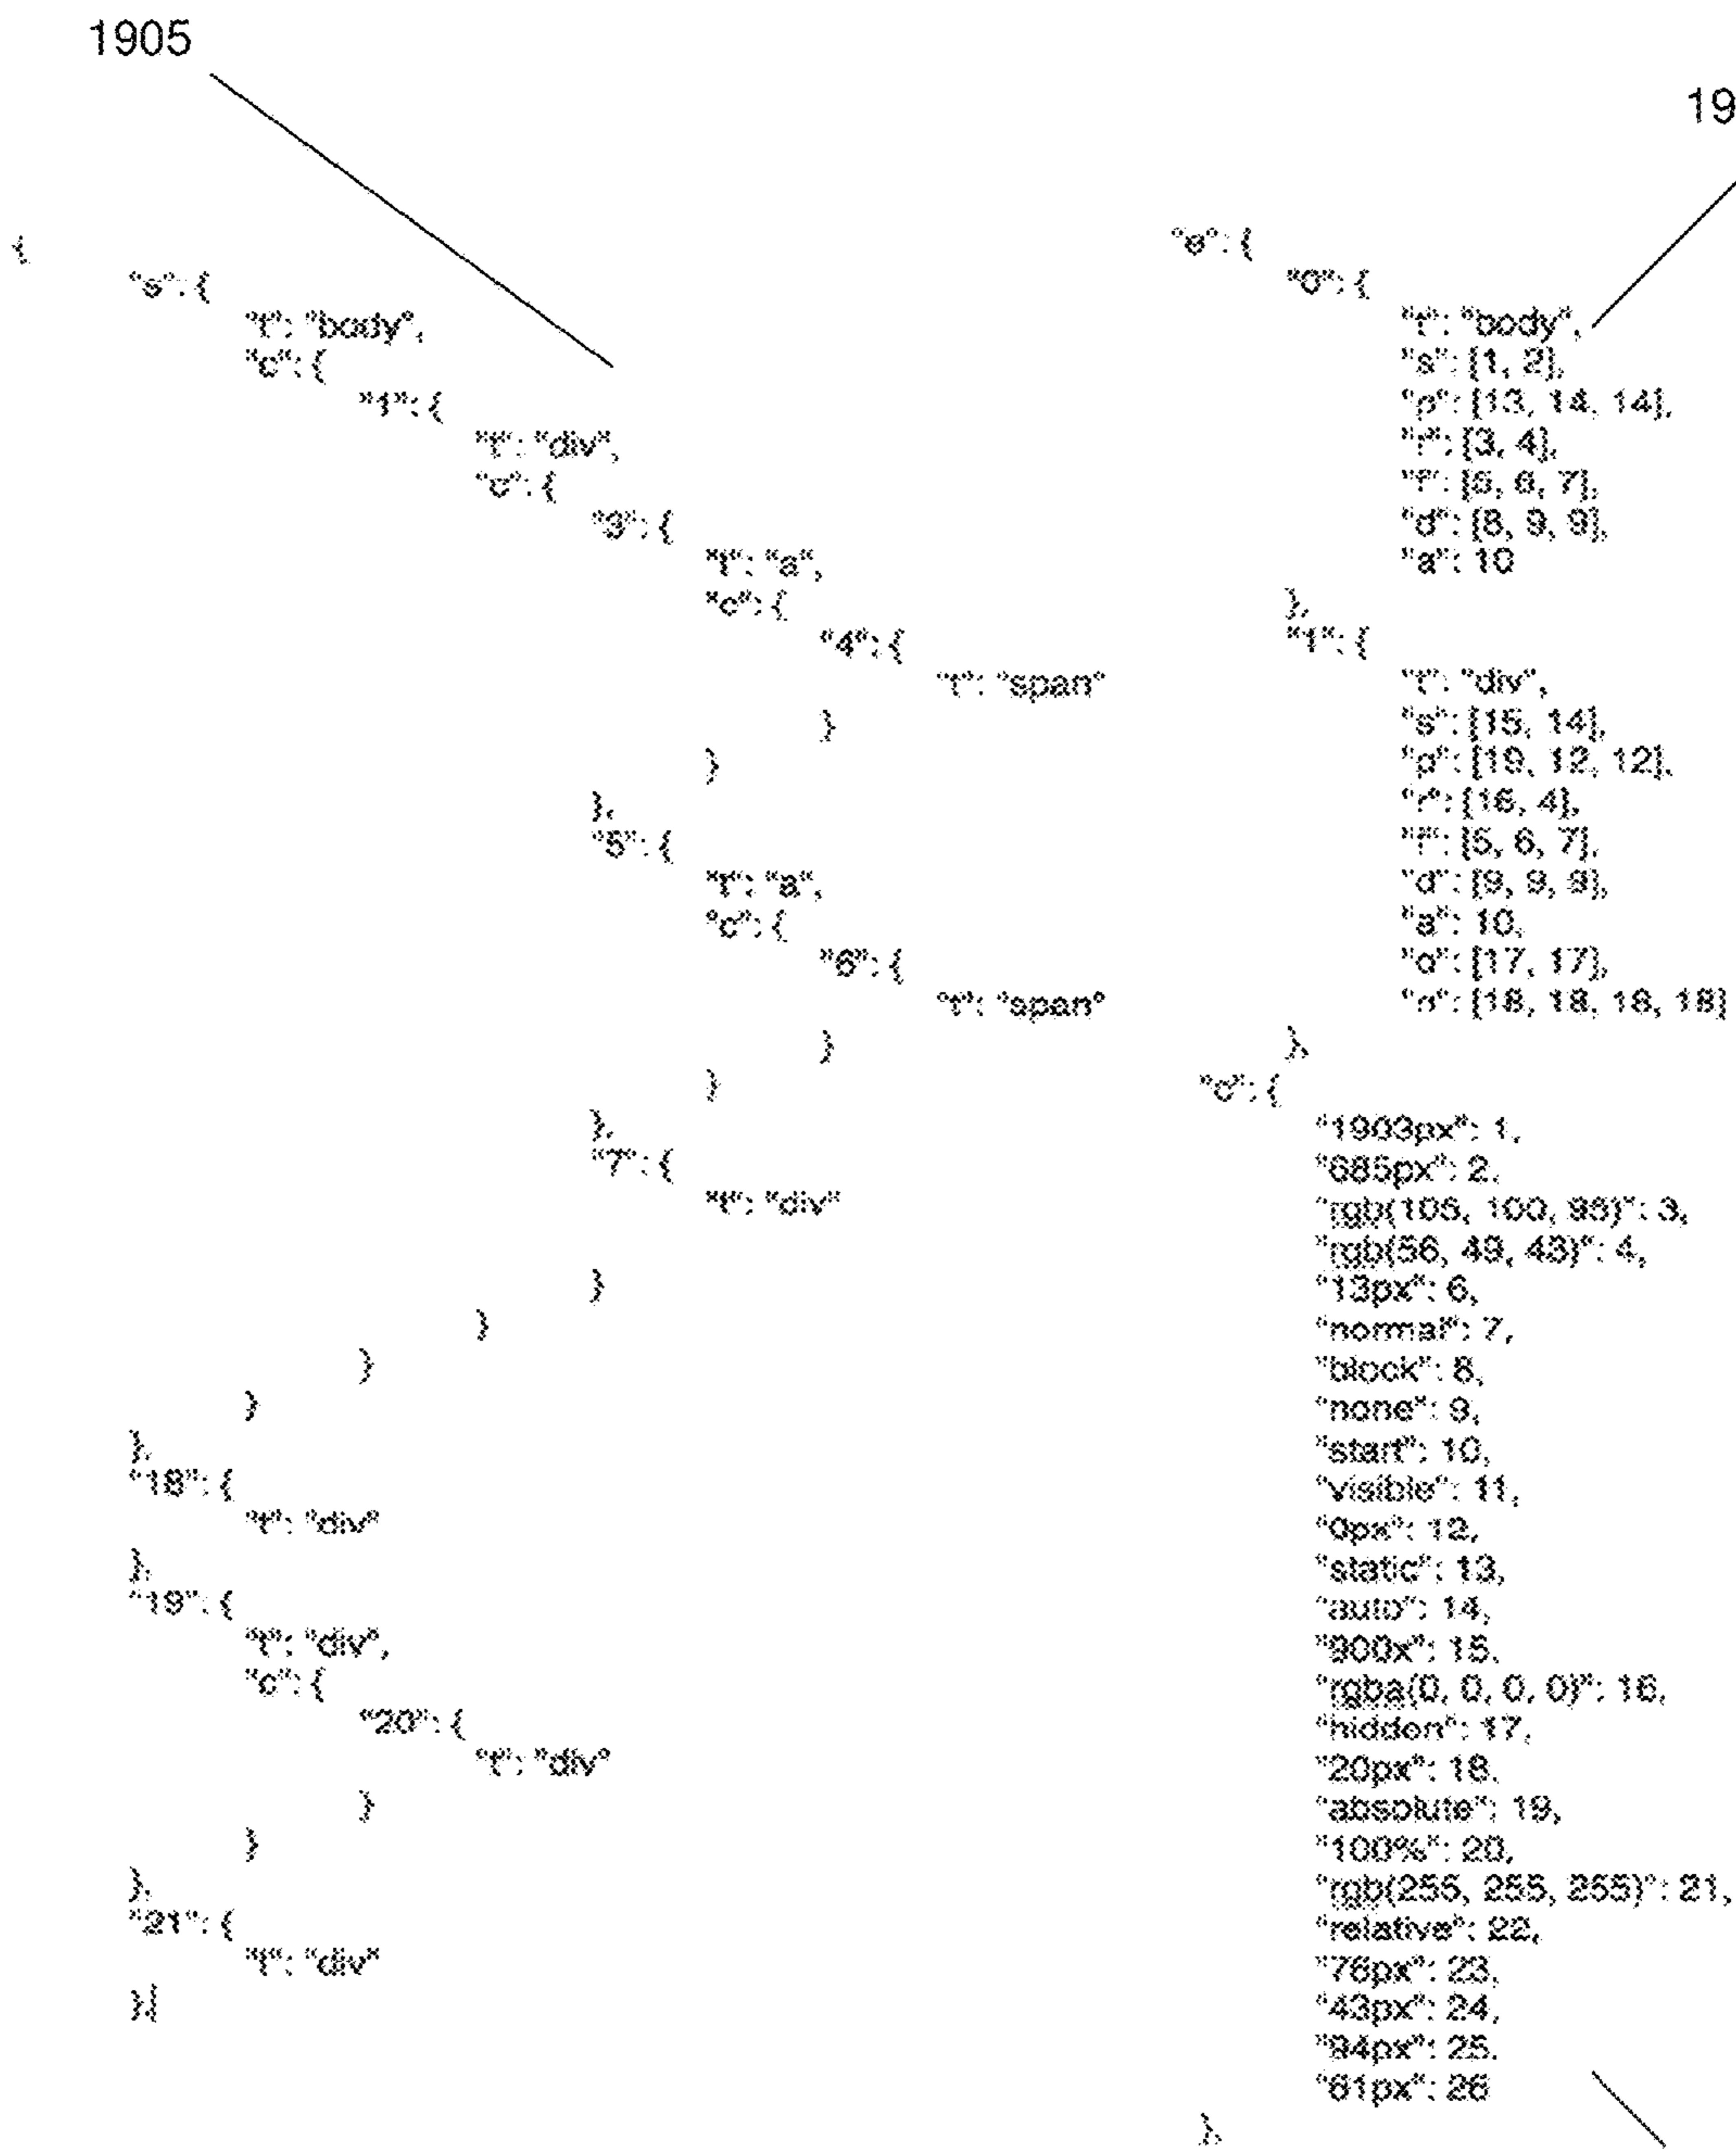 1905
19
{
"s": {
"t": "body",
"c": {
"1": {
"t": "div",
"c": {
"3": {
"t": "a",
"c": {
"4": {
"t": "span"
}
}
},
"5": {
"t": "a",
"c": {
"6": {
"t": "span"
}
}
},
"7": {
"t": "div"
}
}
}
}
},
"18": {
"t": "div"
},
"19": {
"t": "div",
"c": {
"20": {
"t": "div"
}
}
},
"21": {
"t": "div"
}
"e": {
"0": {
"t": "body",
"s": [1, 2],
"p": [13, 14, 14],
"r": [3, 4],
"f": [5, 6, 7],
"d": [8, 9, 9],
"a": 10
},
"1": {
"t": "div",
"s": [15, 14],
"p": [19, 12, 12],
"r": [16, 4],
"f": [5, 6, 7],
"d": [9, 9, 9],
"a": 10,
"o": [17, 17],
"n": [18, 18, 18, 18]
},
"c": {
"1903px": 1,
"685px": 2,
"rgb(105, 100, 95)": 3,
"rgb(56, 49, 43)": 4,
"13px": 6,
"normal": 7,
"block": 8,
"none": 9,
"start": 10,
"visible": 11,
"0px": 12,
"static": 13,
"auto": 14,
"900x": 15,
"rgba(0, 0, 0, 0)": 16,
"hidden": 17,
"20px": 18,
"absolute": 19,
"100%": 20,
"rgb(255, 255, 255)": 21,
"relative": 22,
"76px": 23,
"43px": 24,
"94px": 25,
"61px": 26
},